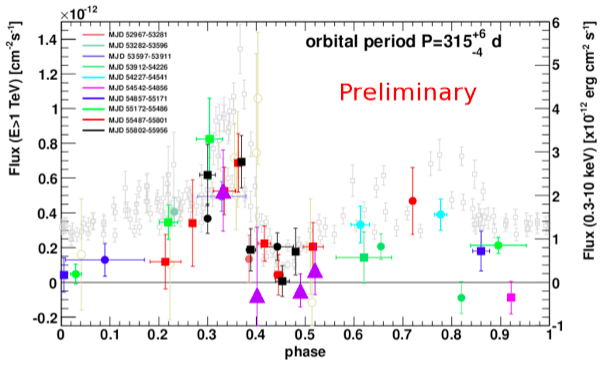 ×10⁻¹²
orbital period P=315 +6 -4 d
Preliminary
MJD 52967-53281
MJD 53282-53596
MJD 53597-53911
MJD 53912-54226
MJD 54227-54541
MJD 54542-54856
MJD 54857-55171
MJD 55172-55486
MJD 55487-55801
MJD 55802-55956
Flux (E>1 TeV) [cm⁻² s⁻¹]
1.4
1.2
1
0.8
0.6
0.4
0.2
0
-0.2
6
5
4
3
2
1
0
-1
Flux (0.3-10 keV) [x10⁻¹² erg cm⁻² s⁻¹]
0 0.1 0.2 0.3 0.4 0.5 0.6 0.7 0.8 0.9 1
phase